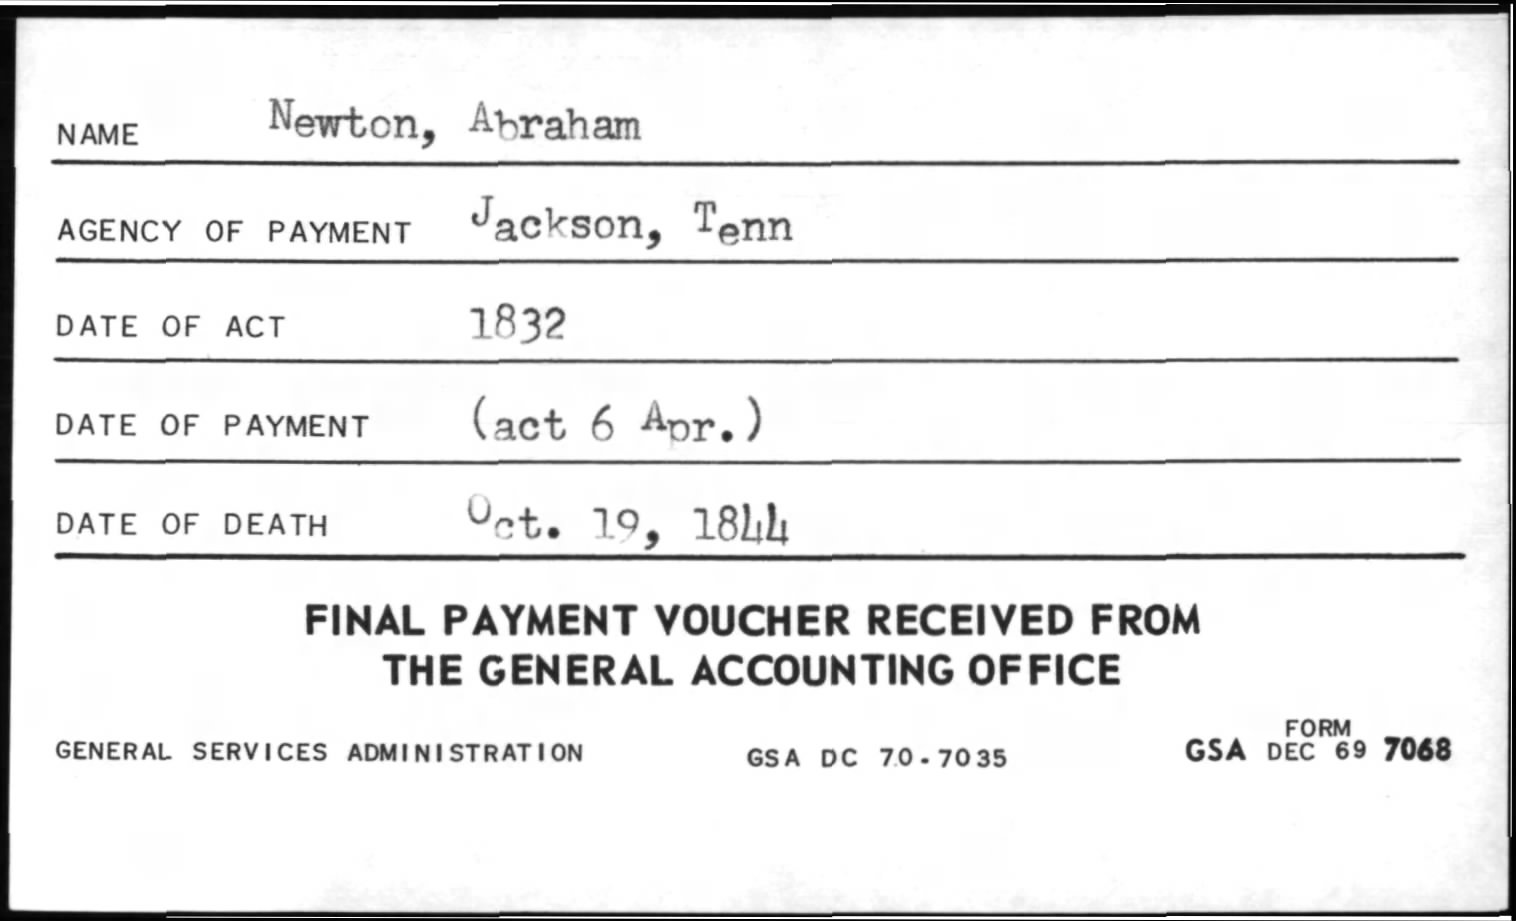 NAME Newton, Abraham
AGENCY OF PAYMENT Jackson, Tenn
DATE OF ACT 1832
DATE OF PAYMENT (act 6 Apr.)
DATE OF DEATH Oct. 19, 1844
FINAL PAYMENT VOUCHER RECEIVED FROM
THE GENERAL ACCOUNTING OFFICE
GENERAL SERVICES ADMINISTRATION GSA DC 70-7035 GSA FORM DEC 69 7068